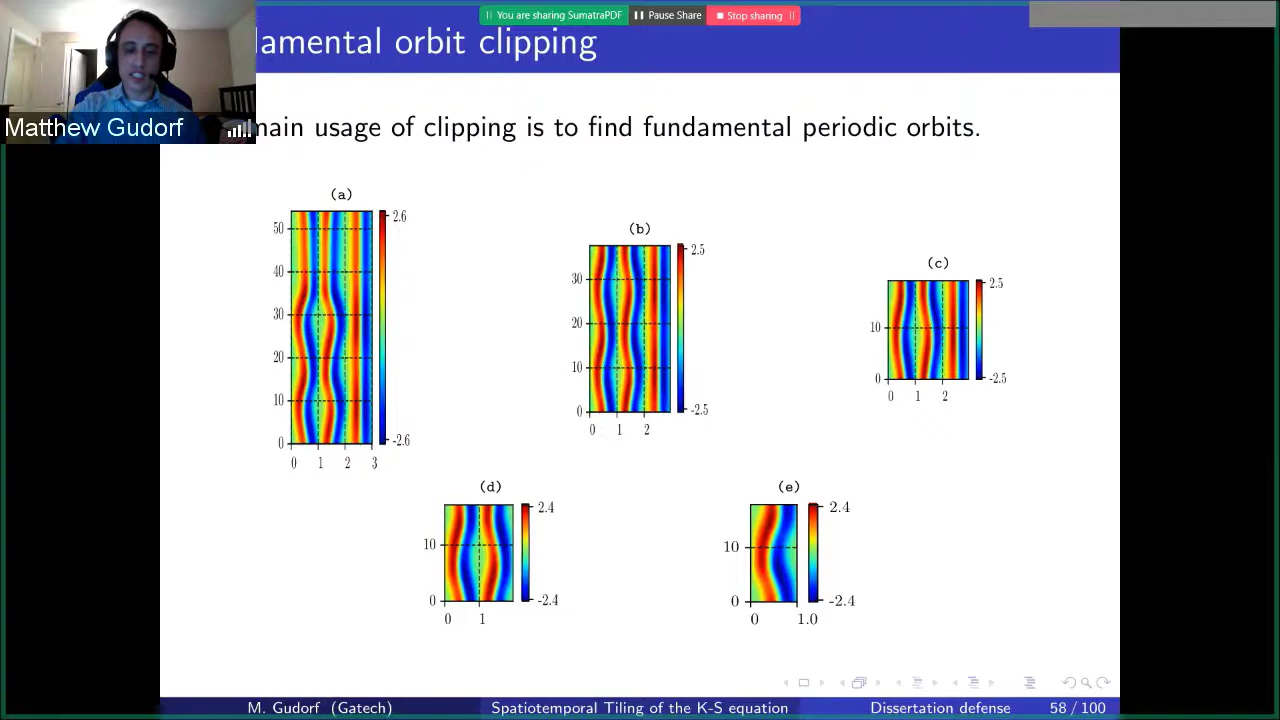 You are sharing SumatraPDF Pause Share Stop sharing
damental orbit clipping
Matthew Gudorf
main usage of clipping is to find fundamental periodic orbits.
(a)
50
40
30
20
10
0
0 1 2 3
2.6
-2.6
(b)
30
20
10
0
0 1 2
2.5
-2.5
(c)
10
0
0 1 2
2.5
-2.5
(d)
10
0
0 1
2.4
-2.4
(e)
10
0
0 1.0
2.4
-2.4
M. Gudorf (Gatech) Spatiotemporal Tiling of the K-S equation Dissertation defense 58 / 100